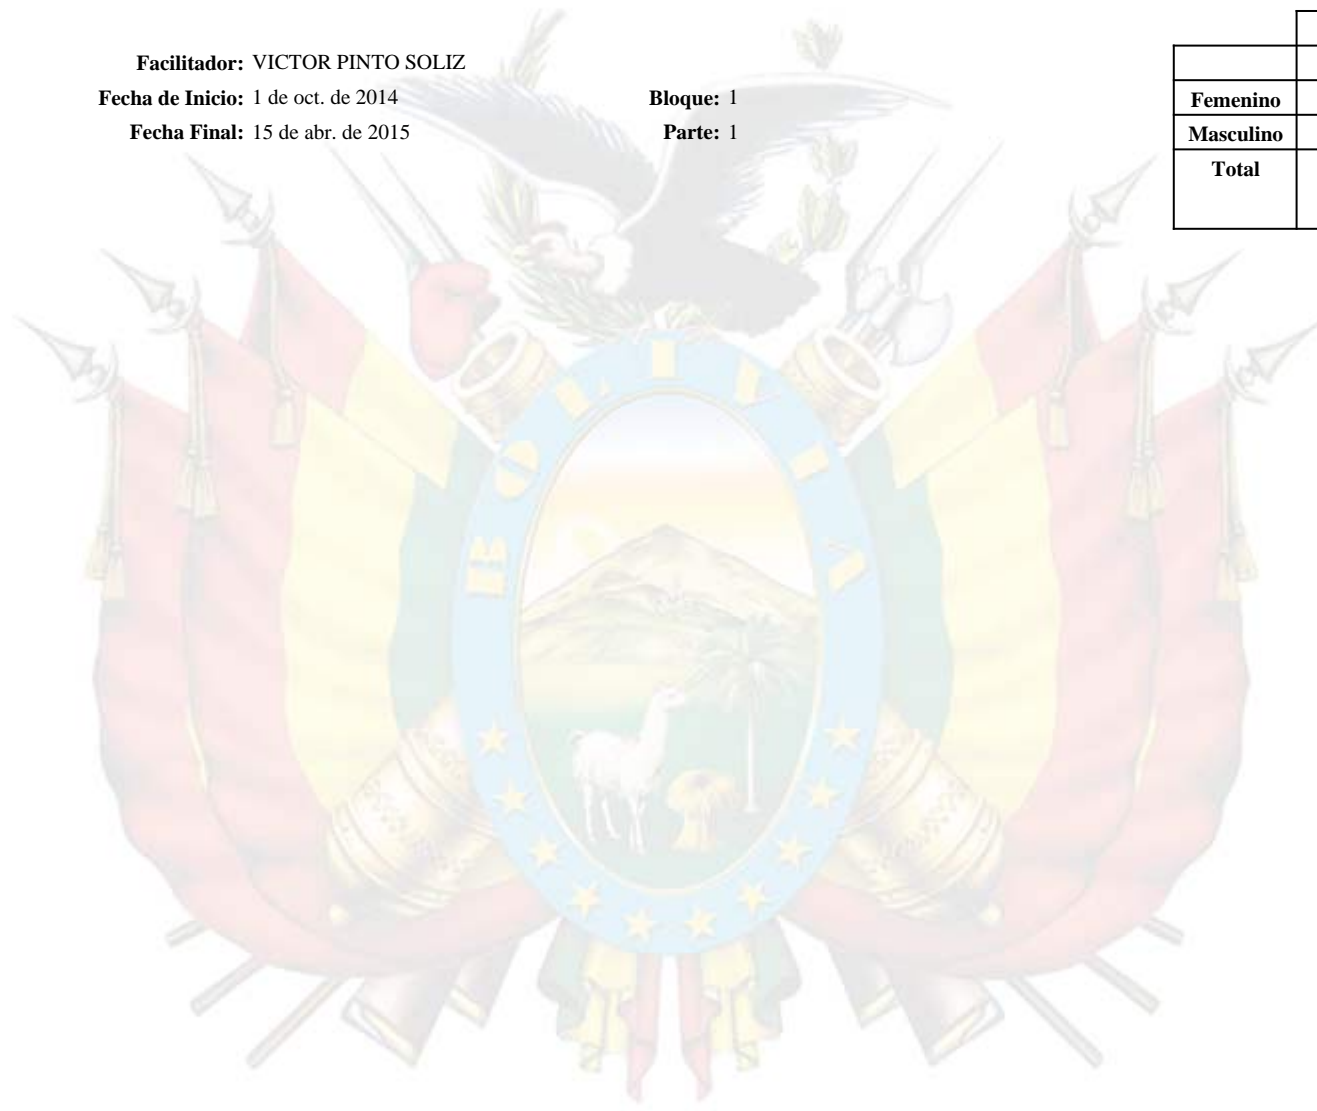 Facilitador: VICTOR PINTO SOLIZ
Fecha de Inicio: 1 de oct. de 2014 Bloque: 1
Fecha Final: 15 de abr. de 2015 Parte: 1
Femenino
Masculino
Total
BOLIVIA